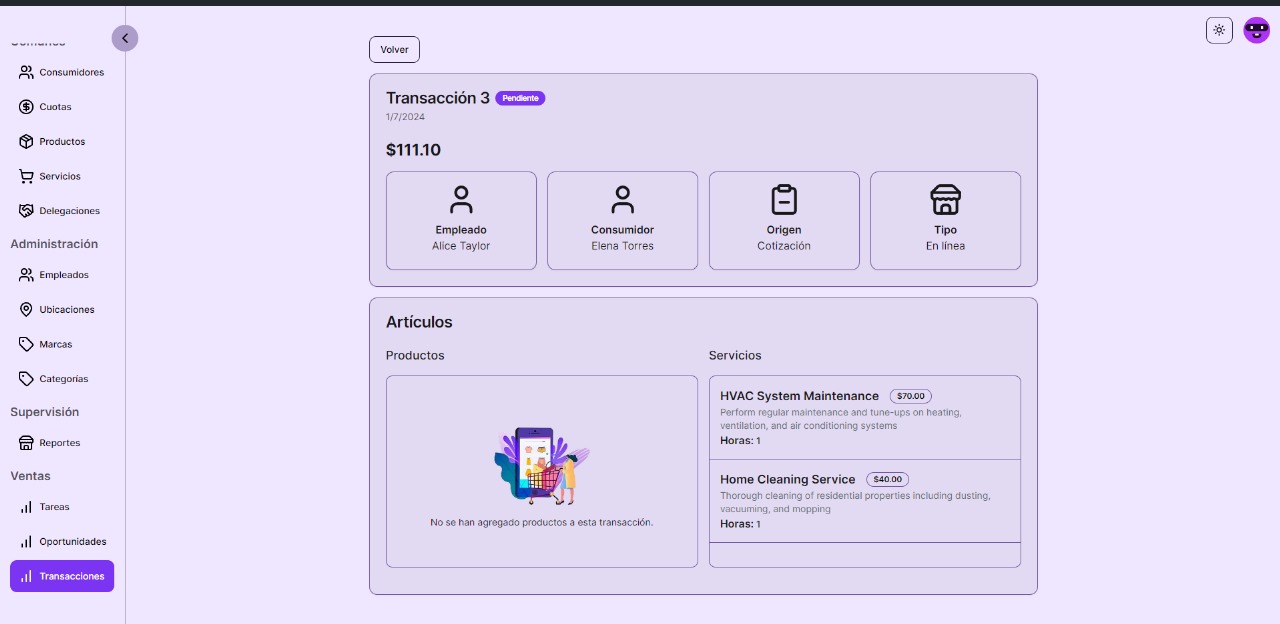 Consumidores
Cuotas
Productos
Servicios
Delegaciones
Administración
Empleados
Ubicaciones
Marcas
Categorías
Supervisión
Reportes
Ventas
Tareas
Oportunidades
Transacciones
Volver
Transacción 3 Pendiente
1/7/2024
$111.10
Empleado
Alice Taylor
Consumidor
Elena Torres
Origen
Cotización
Tipo
En línea
Artículos
Productos
No se han agregado productos a esta transacción.
Servicios
HVAC System Maintenance $70.00
Perform regular maintenance and tune-ups on heating,
ventilation, and air conditioning systems
Horas: 1
Home Cleaning Service $40.00
Thorough cleaning of residential properties including dusting,
vacuuming, and mopping
Horas: 1